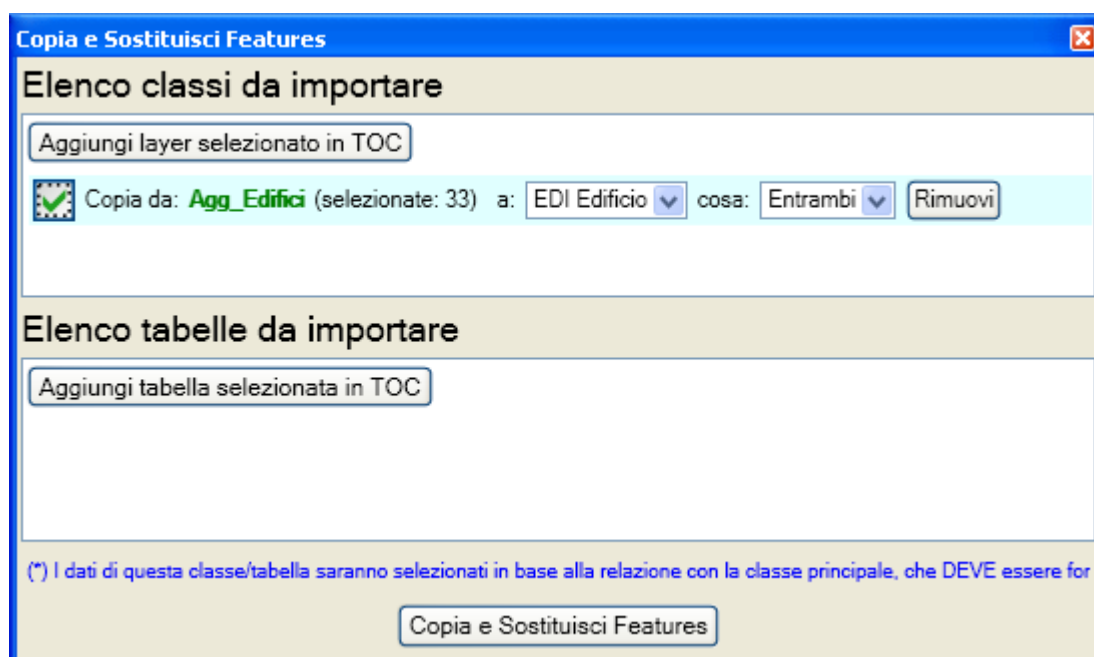 Copia e Sostituisci Features
Elenco classi da importare
Aggiungi layer selezionato in TOC
Copia da: Agg_Edifici (selezionate: 33) a: EDI Edificio cosa: Entrambi Rimuovi
Elenco tabelle da importare
Aggiungi tabella selezionata in TOC
(*) I dati di questa classe/tabella saranno selezionati in base alla relazione con la classe principale, che DEVE essere for
Copia e Sostituisci Features